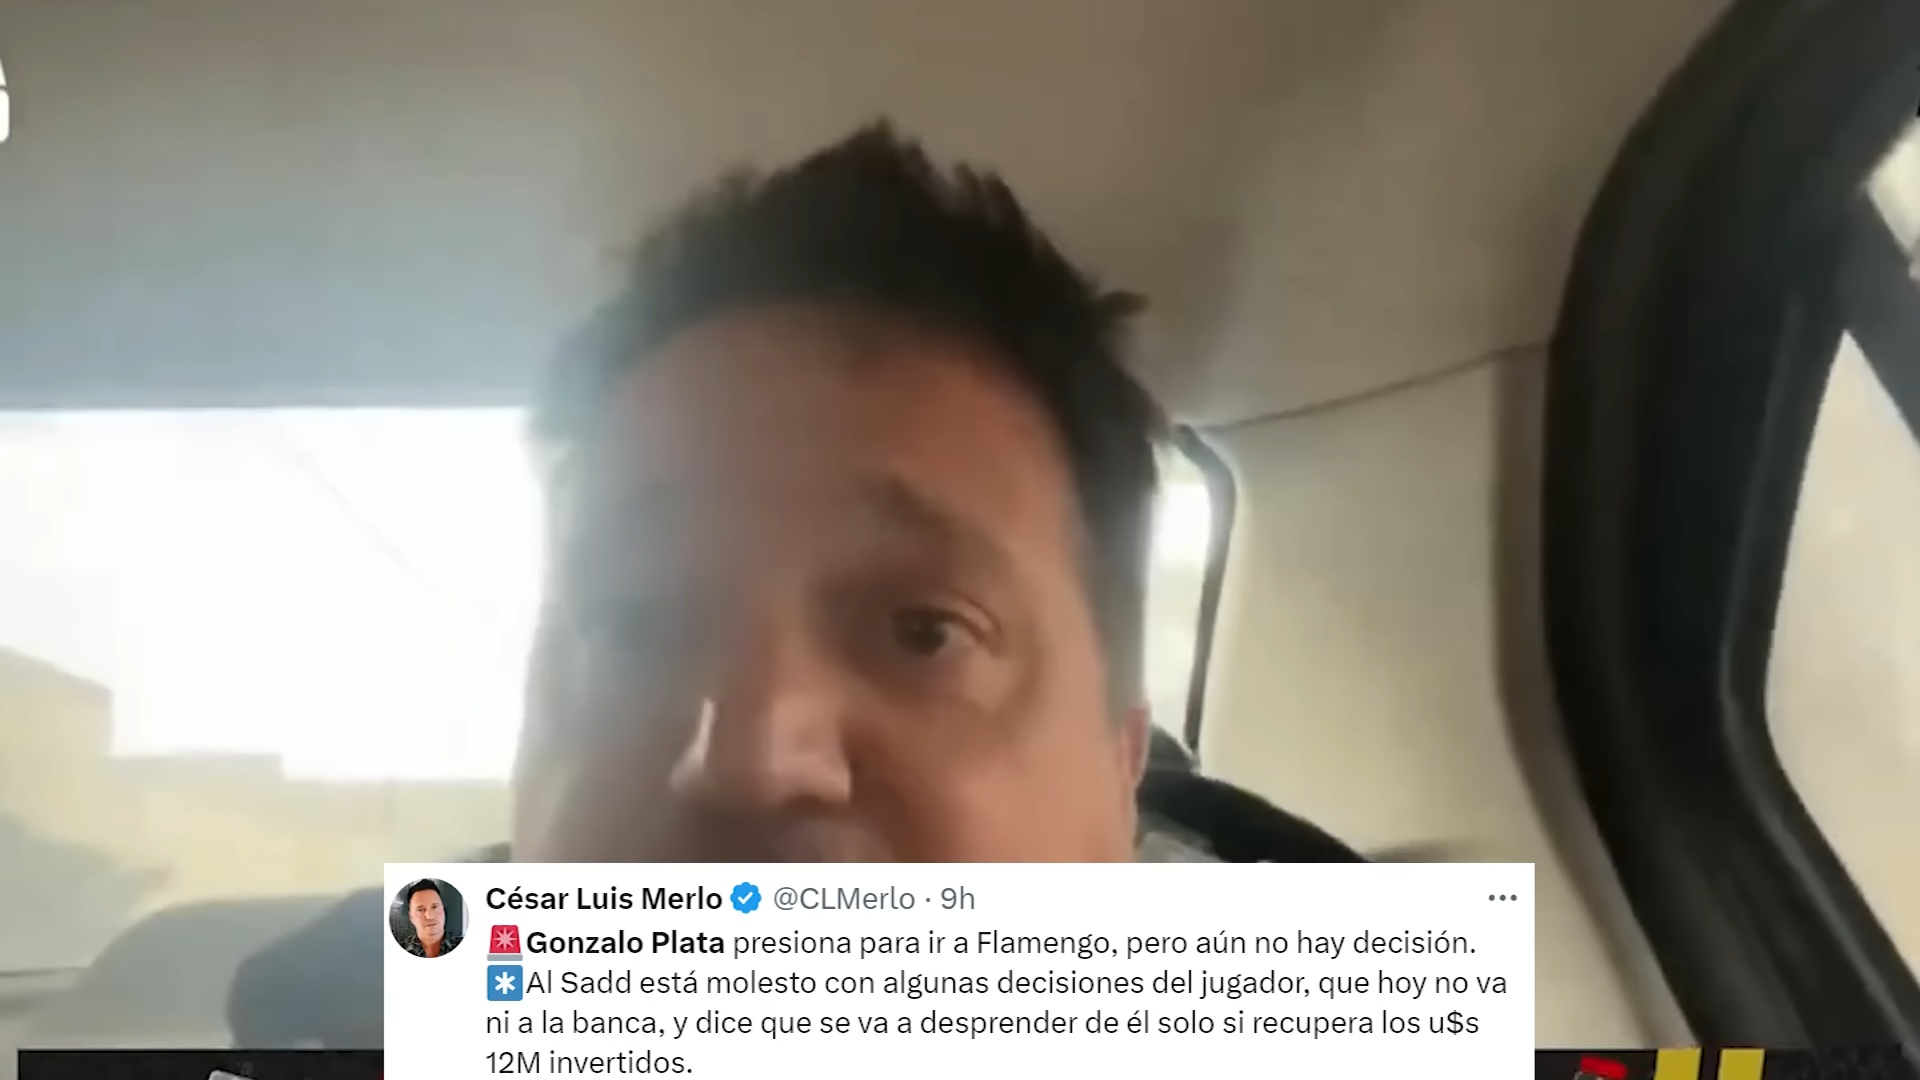 César Luis Merlo @CLMerlo · 9h
🚨Gonzalo Plata presiona para ir a Flamengo, pero aún no hay decisión.
*️⃣Al Sadd está molesto con algunas decisiones del jugador, que hoy no va
ni a la banca, y dice que se va a desprender de él solo si recupera los u$s
12M invertidos.